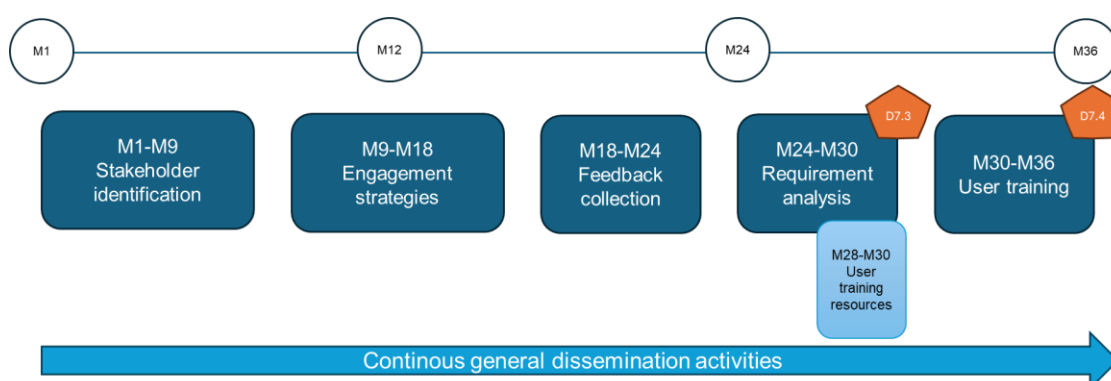 M1
M12
M24
M36
D7.3
D7.4
M1-M9
Stakeholder
identification
M9-M18
Engagement
strategies
M18-M24
Feedback
collection
M24-M30
Requirement
analysis
M30-M36
User training
M28-M30
User
training
resources
Continous general dissemination activities